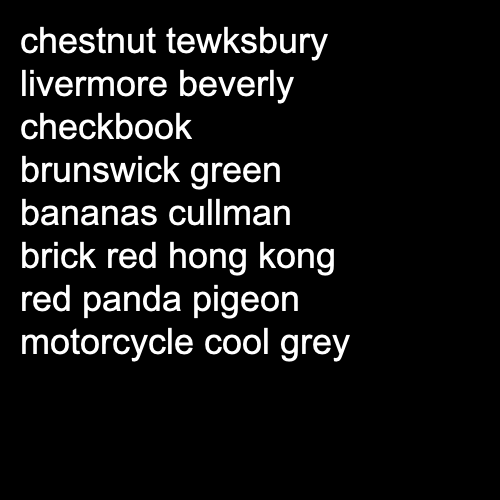 chestnut tewksbury
livermore beverly
checkbook
brunswick green
bananas cullman
brick red hong kong
red panda pigeon
motorcycle cool grey